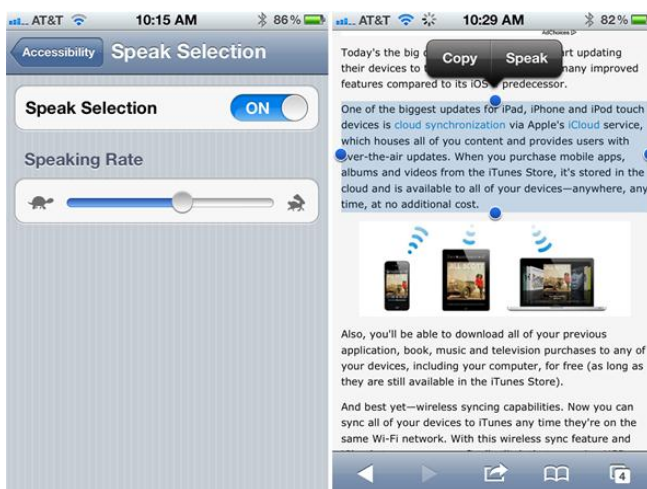 AT&T 10:15 AM 86%
Accessibility Speak Selection
Speak Selection ON
Speaking Rate
AT&T 10:29 AM 82%
AdChoices
Today's the big art updating
their devices to many improved
features compared to its iOS predecessor.
Copy Speak
One of the biggest updates for iPad, iPhone and iPod touch
devices is cloud synchronization via Apple's iCloud service,
which houses all of you content and provides users with
over-the-air updates. When you purchase mobile apps,
albums and videos from the iTunes Store, it's stored in the
cloud and is available to all of your devices—anywhere, any
time, at no additional cost.
Also, you'll be able to download all of your previous
application, book, music and television purchases to any of
your devices, including your computer, for free (as long as
they are still available in the iTunes Store).
And best yet—wireless syncing capabilities. Now you can
sync all of your devices to iTunes any time they're on the
same Wi-Fi network. With this wireless sync feature and
4